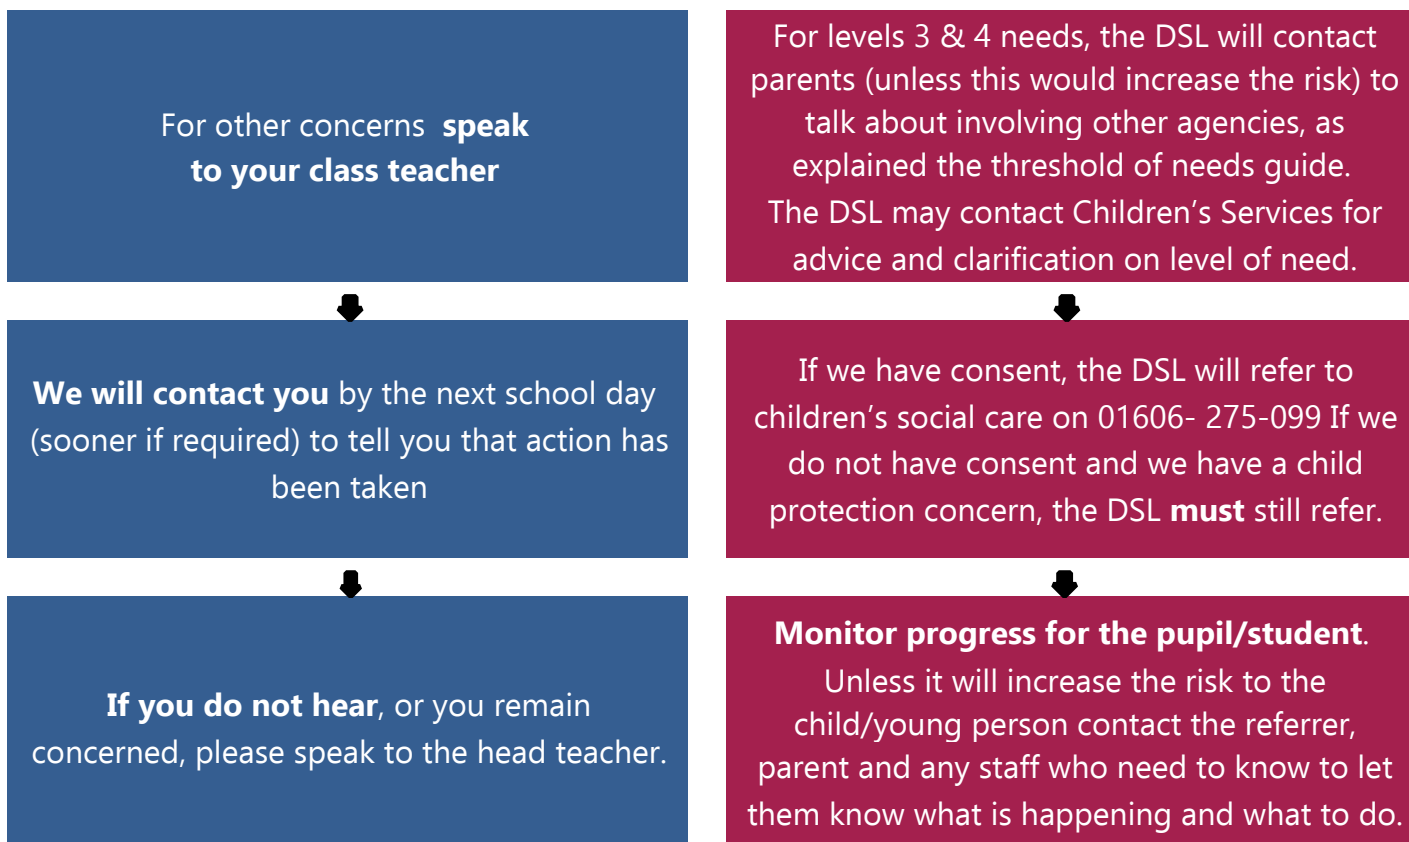 For other concerns  speak
to your class teacher
We will contact you by the next school day
(sooner if required) to tell you that action has
been taken
If you do not hear, or you remain
concerned, please speak to the head teacher.
For levels 3 & 4 needs, the DSL will contact
parents (unless this would increase the risk) to
talk about involving other agencies, as
explained the threshold of needs guide.
The DSL may contact Children’s Services for
advice and clarification on level of need.
If we have consent, the DSL will refer to
children’s social care on 01606- 275-099 If we
do not have consent and we have a child
protection concern, the DSL must still refer.
Monitor progress for the pupil/student.
Unless it will increase the risk to the
child/young person contact the referrer,
parent and any staff who need to know to let
them know what is happening and what to do.